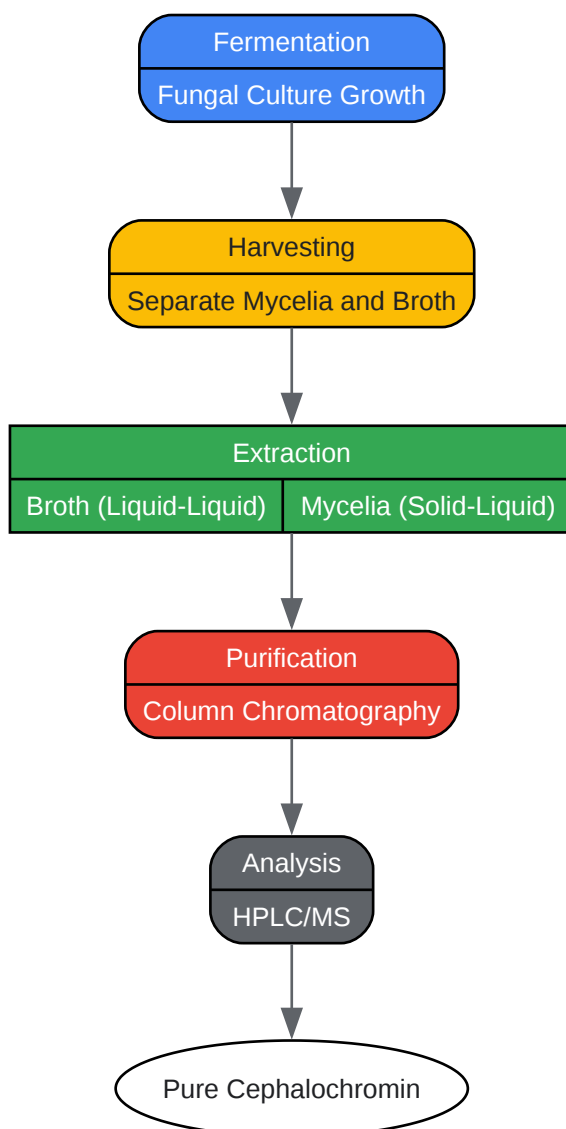 Fermentation
Fungal Culture Growth
Harvesting
Separate Mycelia and Broth
Extraction
Broth (Liquid-Liquid)
Mycelia (Solid-Liquid)
Purification
Column Chromatography
Analysis
HPLC/MS
Pure Cephalochromin